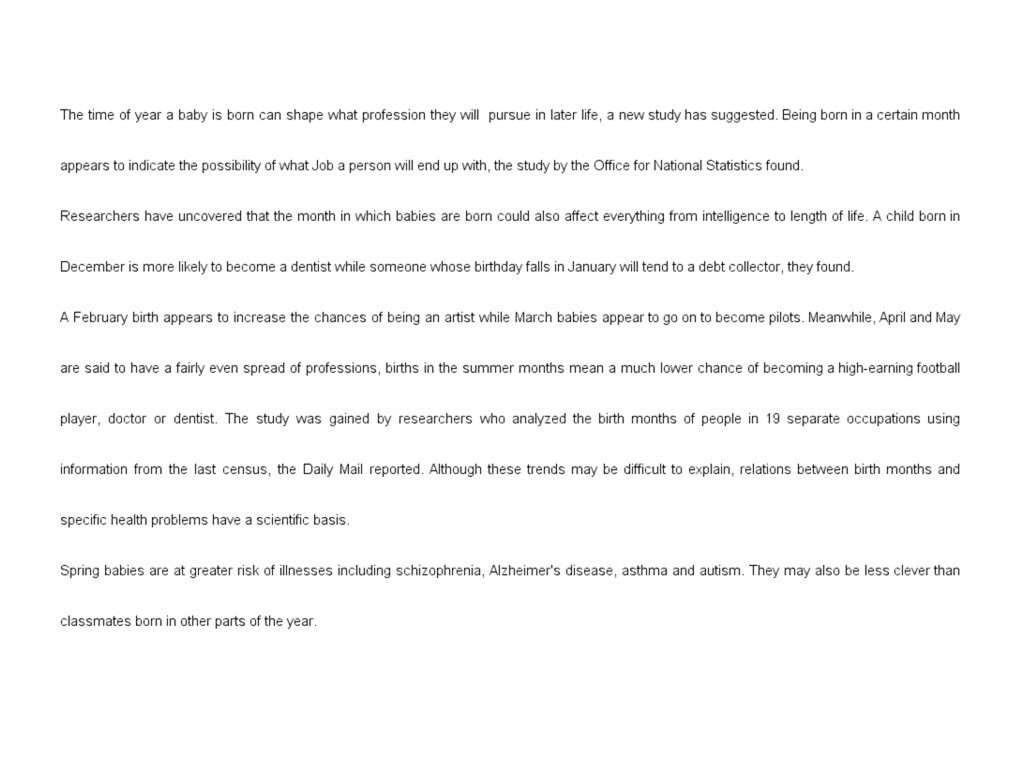 The time of year a baby is born can shape what profession they will  pursue in later life, a new study has suggested. Being born in a certain month
appears to indicate the possibility of what Job a person will end up with, the study by the Office for National Statistics found.
Researchers have uncovered that the month in which babies are born could also affect everything from intelligence to length of life. A child born in
December is more likely to become a dentist while someone whose birthday falls in January will tend to a debt collector, they found.
A February birth appears to increase the chances of being an artist while March babies appear to go on to become pilots. Meanwhile, April and May
are said to have a fairly even spread of professions, births in the summer months mean a much lower chance of becoming a high-earning football
player, doctor or dentist. The study was gained by researchers who analyzed the birth months of people in 19 separate occupations using
information from the last census, the Daily Mail reported. Although these trends may be difficult to explain, relations between birth months and
specific health problems have a scientific basis.
Spring babies are at greater risk of illnesses including schizophrenia, Alzheimer's disease, asthma and autism. They may also be less clever than
classmates born in other parts of the year.